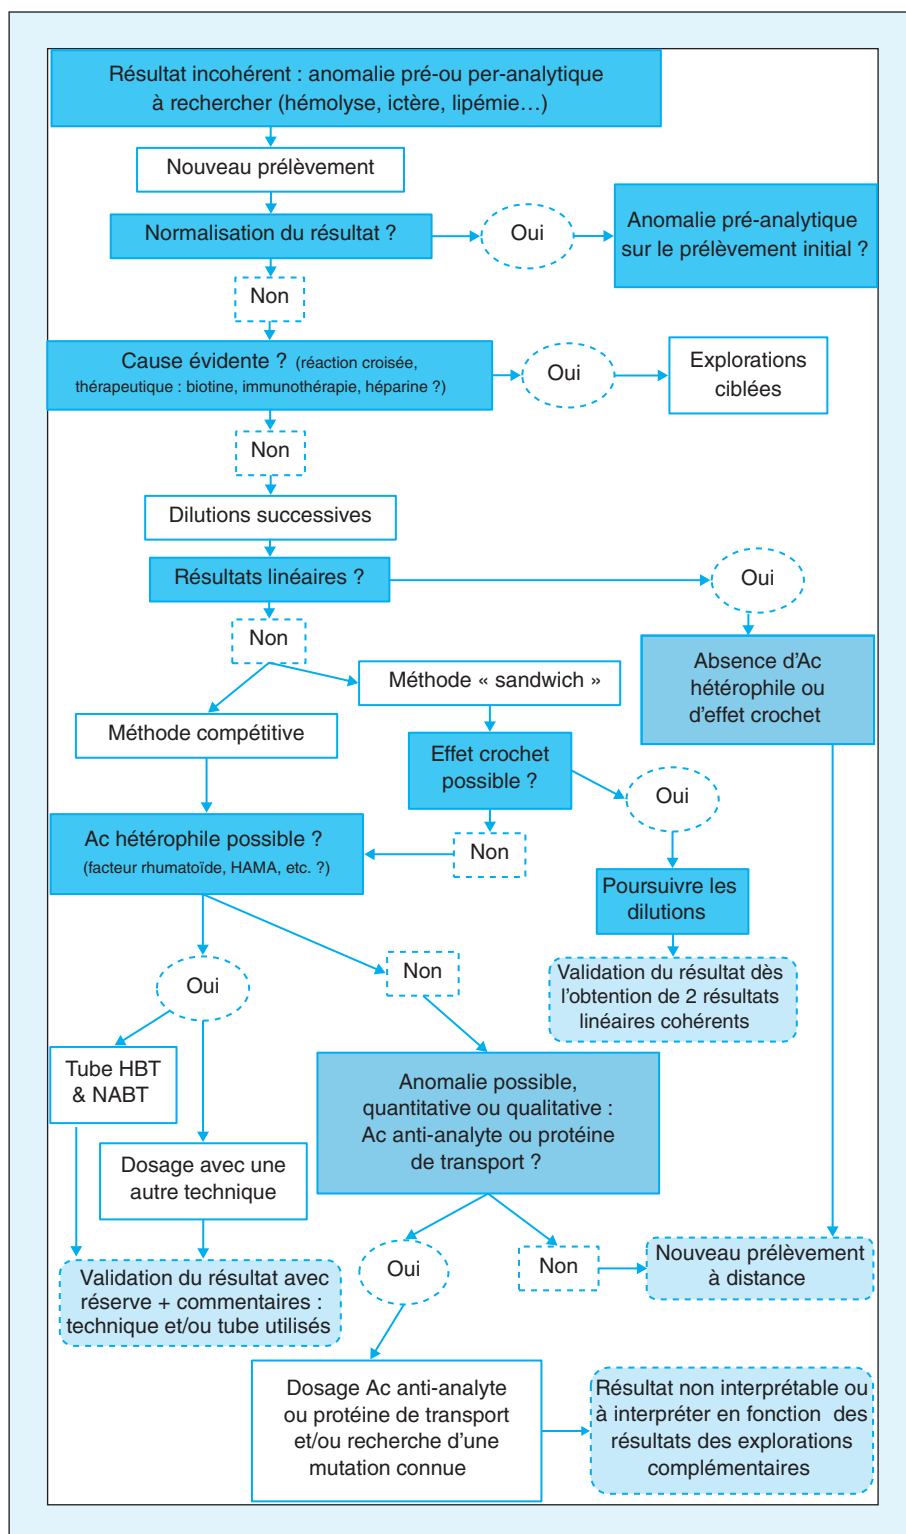 Résultat incohérent : anomalie pré-ou per-analytique
à rechercher (hémolyse, ictère, lipémie…)
Nouveau prélèvement
Normalisation du résultat ?
Oui
Anomalie pré-analytique
sur le prélèvement initial ?
Non
Cause évidente ? (réaction croisée,
thérapeutique : biotine, immunothérapie, héparine ?)
Oui
Explorations
ciblées
Non
Dilutions successives
Résultats linéaires ?
Oui
Non
Absence d'Ac
hétérophile ou
d'effet crochet
Méthode « sandwich »
Méthode compétitive
Effet crochet
possible ?
Oui
Non
Ac hétérophile possible ?
(facteur rhumatoïde, HAMA, etc. ?)
Poursuivre les
dilutions
Validation du résultat dès
l'obtention de 2 résultats
linéaires cohérents
Oui
Non
Tube HBT
& NABT
Anomalie possible,
quantitative ou qualitative :
Ac anti-analyte ou protéine
de transport ?
Dosage avec une
autre technique
Oui
Non
Nouveau prélèvement
à distance
Validation du résultat avec
réserve + commentaires :
technique et/ou tube utilisés
Dosage Ac anti-analyte
ou protéine de transport
et/ou recherche d'une
mutation connue
Résultat non interprétable ou
à interpréter en fonction des
résultats des explorations
complémentaires